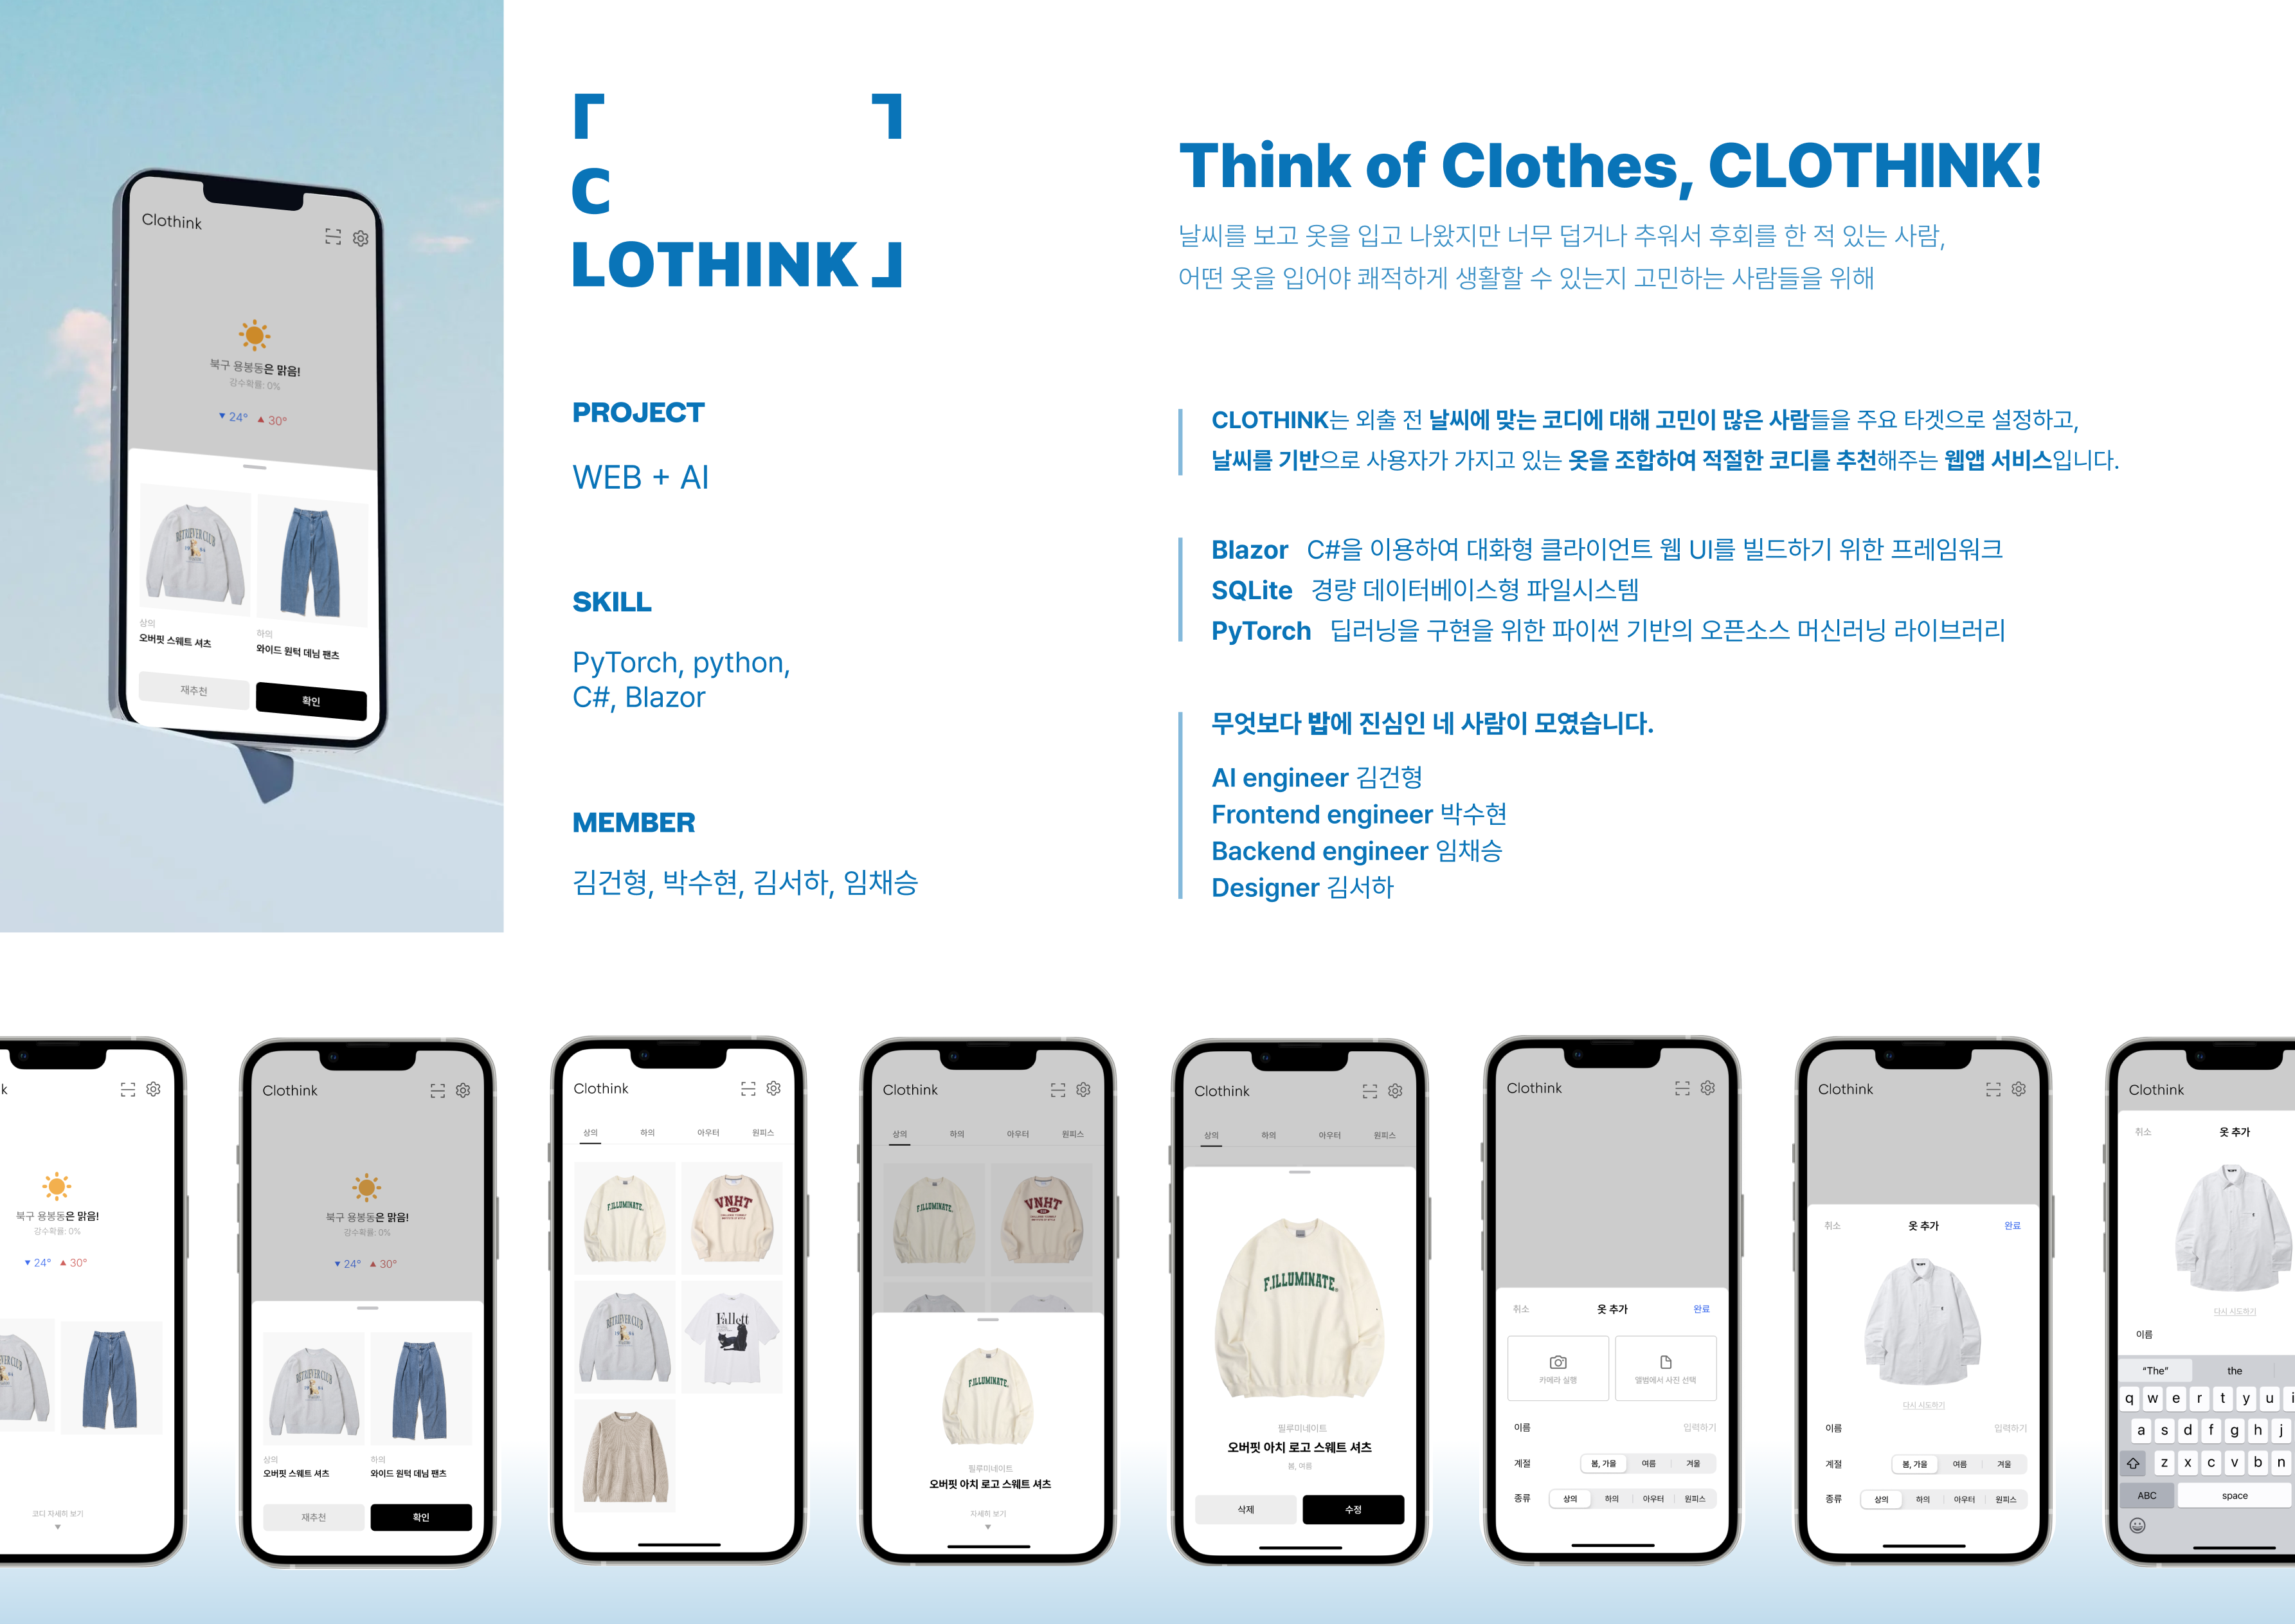 Clothink
북구 용봉동은 맑음!
강수확률: 0%
▼ 24° ▲ 30°
RETRIEVER CLUB
상의
오버핏 스웨트 셔츠
하의
와이드 원턱 데님 팬츠
재추천
확인
C
LOTHINK
PROJECT
WEB + AI
SKILL
PyTorch, python,
C#, Blazor
MEMBER
김건형, 박수현, 김서하, 임채승
Think of Clothes, CLOTHINK!
날씨를 보고 옷을 입고 나왔지만 너무 덥거나 추워서 후회를 한 적 있는 사람,
어떤 옷을 입어야 쾌적하게 생활할 수 있는지 고민하는 사람들을 위해
CLOTHINK는 외출 전 날씨에 맞는 코디에 대해 고민이 많은 사람들을 주요 타겟으로 설정하고,
날씨를 기반으로 사용자가 가지고 있는 옷을 조합하여 적절한 코디를 추천해주는 웹앱 서비스입니다.
Blazor C#을 이용하여 대화형 클라이언트 웹 UI를 빌드하기 위한 프레임워크
SQLite 경량 데이터베이스형 파일시스템
PyTorch 딥러닝을 구현을 위한 파이썬 기반의 오픈소스 머신러닝 라이브러리
무엇보다 밥에 진심인 네 사람이 모였습니다.
AI engineer 김건형
Frontend engineer 박수현
Backend engineer 임채승
Designer 김서하
k
북구 용봉동은 맑음!
강수확률: 0%
▼ 24° ▲ 30°
코디 자세히 보기
▼
Clothink
북구 용봉동은 맑음!
강수확률: 0%
▼ 24° ▲ 30°
RETRIEVER CLUB
상의
오버핏 스웨트 셔츠
하의
와이드 원턱 데님 팬츠
재추천
확인
Clothink
상의 하의 아우터 원피스
F.ILLUMINATE.
VNHT
RETRIEVER CLUB
Fallett
Clothink
상의 하의 아우터 원피스
F.ILLUMINATE.
VNHT
F.ILLUMINATE.
필루미네이트
오버핏 아치 로고 스웨트 셔츠
자세히 보기
▼
Clothink
상의 하의 아우터 원피스
F.ILLUMINATE.
필루미네이트
오버핏 아치 로고 스웨트 셔츠
봄, 여름
삭제
수정
Clothink
취소 옷 추가 완료
카메라 실행
앨범에서 사진 선택
이름 입력하기
계절 봄, 가을 여름 겨울
종류 상의 하의 아우터 원피스
Clothink
취소 옷 추가 완료
다시 시도하기
이름 입력하기
계절 봄, 가을 여름 겨울
종류 상의 하의 아우터 원피스
Clothink
취소 옷 추가
다시 시도하기
이름
“The” the
q w e r t y u i
a s d f g h j
z x c v b n
ABC space